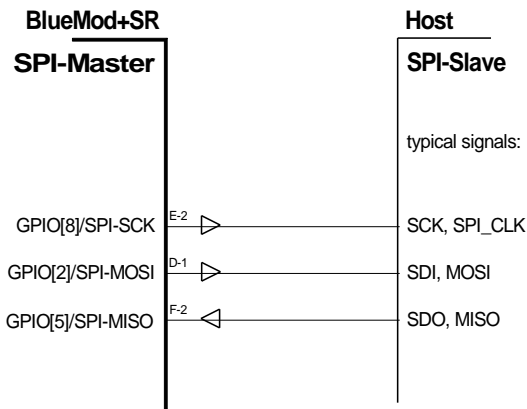 BlueMod+SR Host
SPI-Master SPI-Slave
typical signals:
GPIO[8]/SPI-SCK E-2 SCK, SPI_CLK
GPIO[2]/SPI-MOSI D-1 SDI, MOSI
GPIO[5]/SPI-MISO F-2 SDO, MISO